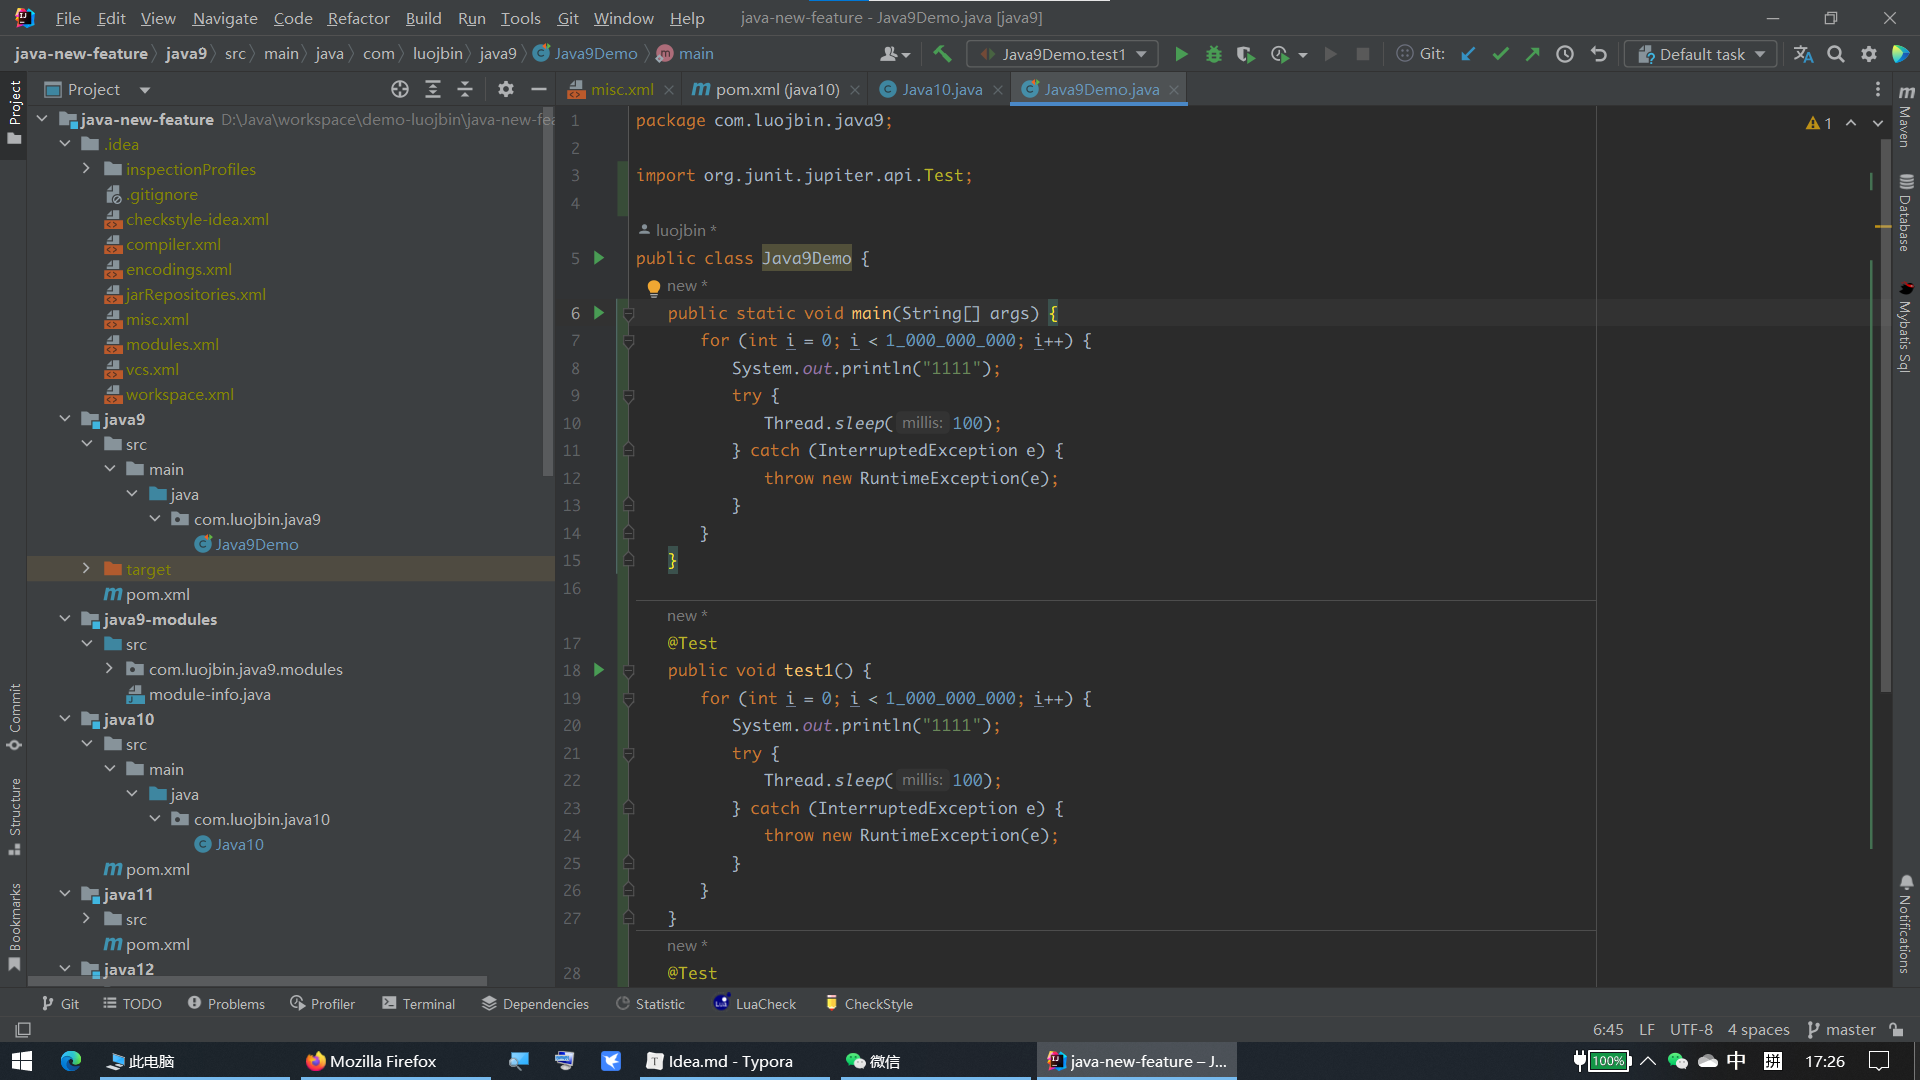 File Edit View Navigate Code Refactor Build Run Tools Git Window Help java-new-feature - Java9Demo.java [java9]
java-new-feature java9 src main java com luojbin java9 Java9Demo main Java9Demo.test1 Git: Default task
Project misc.xml pom.xml (java10) Java10.java Java9Demo.java
Project
java-new-feature D:\Java\workspace\demo-luojbin\java-new-fea
.idea
inspectionProfiles
.gitignore
checkstyle-idea.xml
compiler.xml
encodings.xml
jarRepositories.xml
misc.xml
modules.xml
vcs.xml
workspace.xml
java9
src
main
java
com.luojbin.java9
Java9Demo
target
pom.xml
java9-modules
src
com.luojbin.java9.modules
module-info.java
java10
src
main
java
com.luojbin.java10
Java10
pom.xml
java11
src
pom.xml
java12
Commit
Structure
Bookmarks
1 package com.luojbin.java9;
2
3 import org.junit.jupiter.api.Test;
4
luojbin *
5 public class Java9Demo {
new *
6 public static void main(String[] args) {
7 for (int i = 0; i < 1_000_000_000; i++) {
8 System.out.println("1111");
9 try {
10 Thread.sleep( millis: 100);
11 } catch (InterruptedException e) {
12 throw new RuntimeException(e);
13 }
14 }
15 }
16
new *
17 @Test
18 public void test1() {
19 for (int i = 0; i < 1_000_000_000; i++) {
20 System.out.println("1111");
21 try {
22 Thread.sleep( millis: 100);
23 } catch (InterruptedException e) {
24 throw new RuntimeException(e);
25 }
26 }
27 }
new *
28 @Test
1
Maven
Database
Mybatis Sql
Notifications
Git TODO Problems Profiler Terminal Dependencies Statistic LuaCheck CheckStyle
6:45 LF UTF-8 4 spaces master
此电脑 Mozilla Firefox Idea.md - Typora 微信 java-new-feature – J... 100% 中 拼 17:26